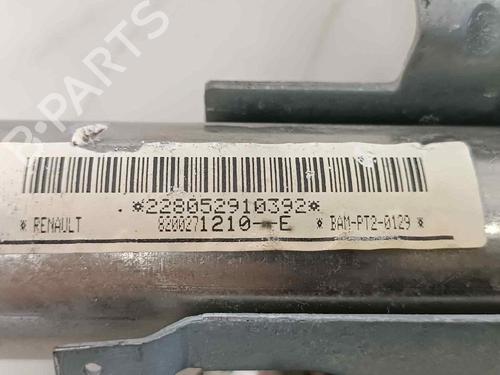 B-PARTS
*228052910392*
* RENAULT 8200271210- E * BAM-PT2-0129 *